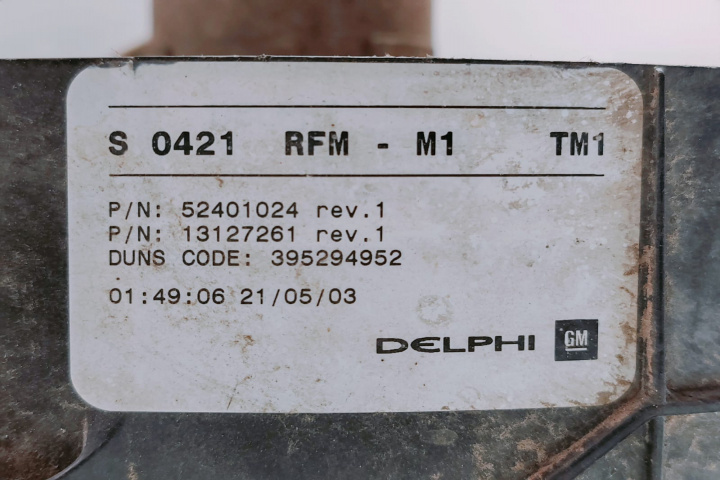 S 0421 RFM - M1 TM1
P/N: 52401024 rev.1
P/N: 13127261 rev.1
DUNS CODE: 395294952
01:49:06 21/05/03
DELPHI GM